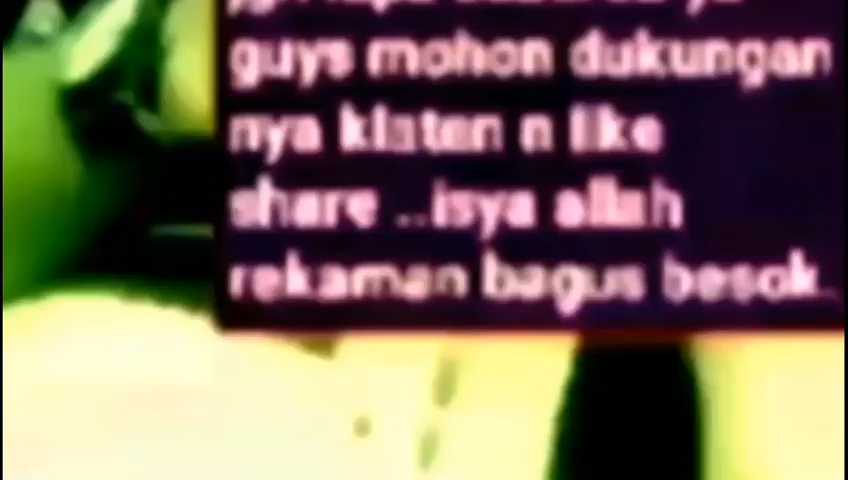 guys mohon dukungan
nya klaten n like
share ..isya allah
rekaman bagus besok.